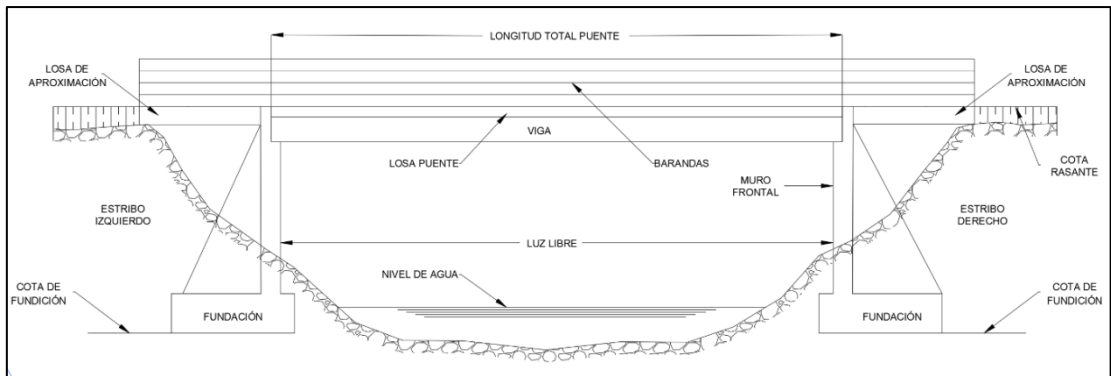 LONGITUD TOTAL PUENTE
LOSA DE
APROXIMACIÓN
LOSA DE
APROXIMACIÓN
VIGA
LOSA PUENTE
BARANDAS
COTA
RASANTE
MURO
FRONTAL
ESTRIBO
IZQUIERDO
ESTRIBO
DERECHO
LUZ LIBRE
NIVEL DE AGUA
COTA DE
FUNDICIÓN
COTA DE
FUNDICIÓN
FUNDACIÓN
FUNDACIÓN